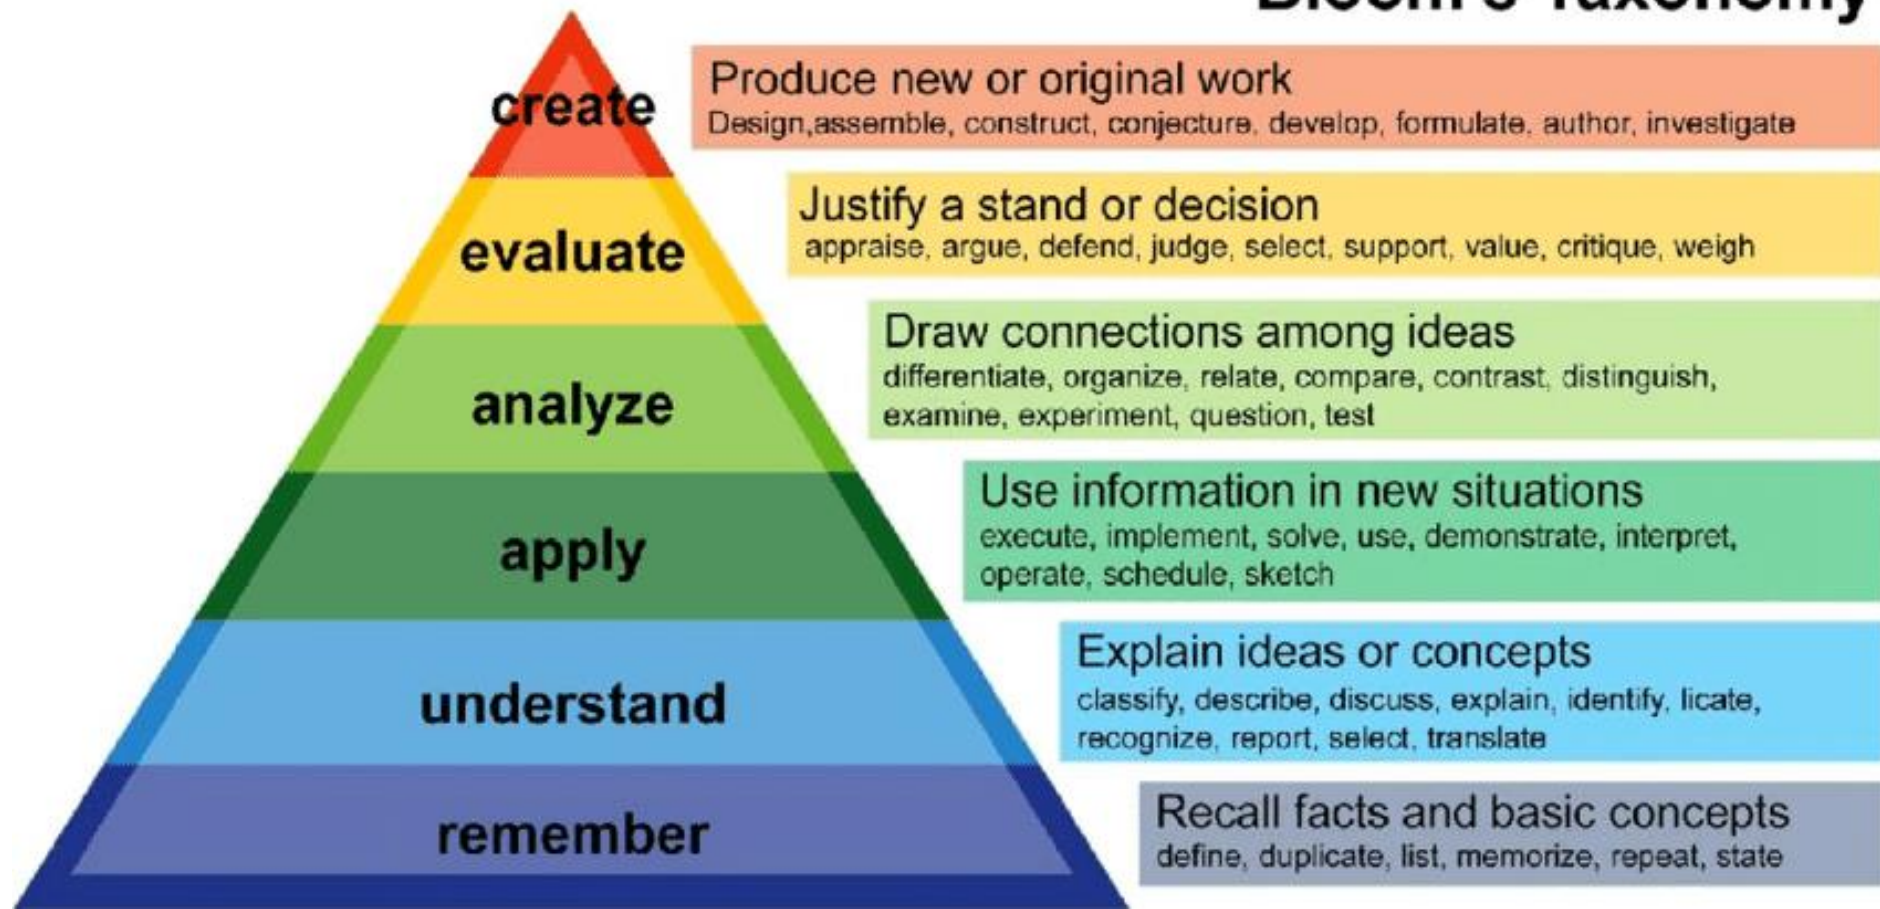 Bloom's Taxonomy
create
Produce new or original work
Design,assemble, construct, conjecture, develop, formulate, author, investigate
evaluate
Justify a stand or decision
appraise, argue, defend, judge, select, support, value, critique, weigh
analyze
Draw connections among ideas
differentiate, organize, relate, compare, contrast, distinguish,
examine, experiment, question, test
apply
Use information in new situations
execute, implement, solve, use, demonstrate, interpret,
operate, schedule, sketch
understand
Explain ideas or concepts
classify, describe, discuss, explain, identify, licate,
recognize, report, select, translate
remember
Recall facts and basic concepts
define, duplicate, list, memorize, repeat, state